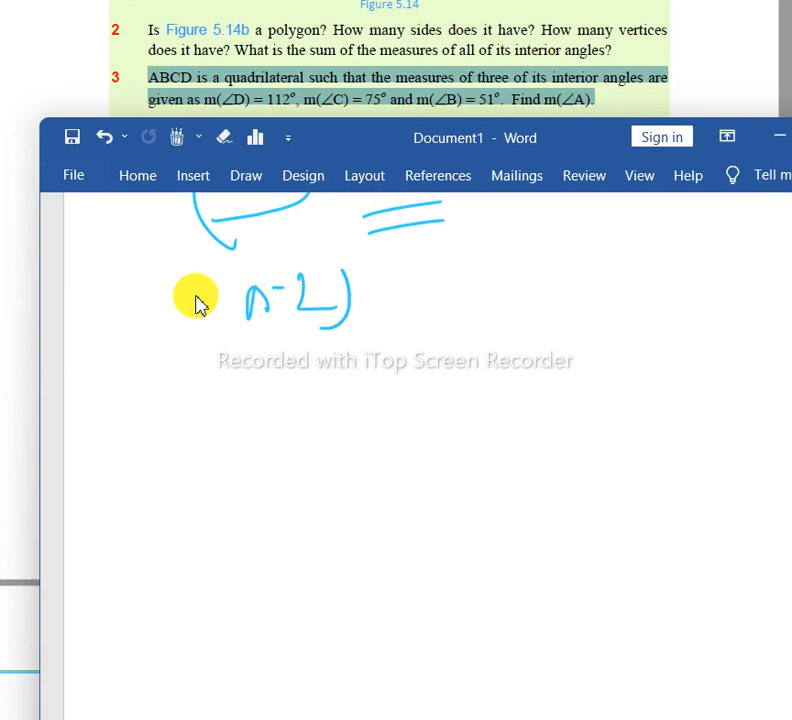 Figure 5.14
2 Is Figure 5.14b a polygon? How many sides does it have? How many vertices
does it have? What is the sum of the measures of all of its interior angles?
3 ABCD is a quadrilateral such that the measures of three of its interior angles are
given as m(∠D) = 112°, m(∠C) = 75° and m(∠B) = 51°. Find m(∠A).
Document1 - Word
Sign in
File Home Insert Draw Design Layout References Mailings Review View Help Tell m
n-2)
Recorded with iTop Screen Recorder